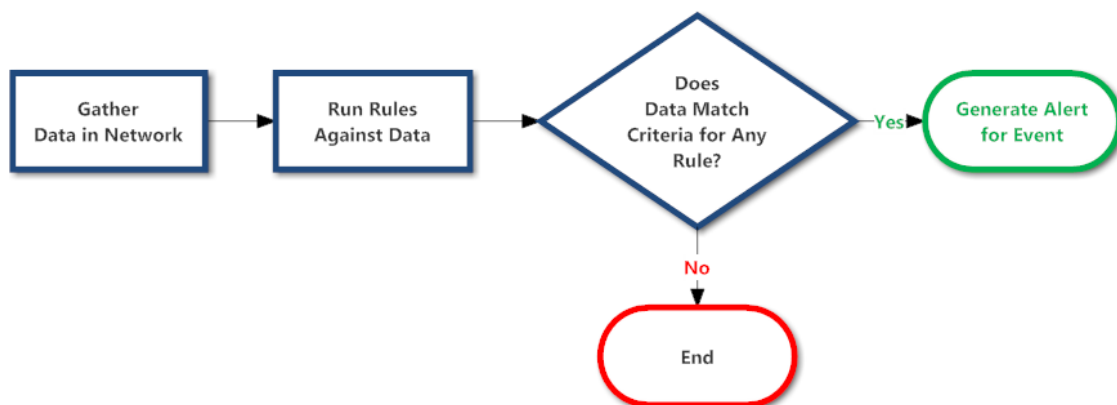 Gather
Data in Network
Run Rules
Against Data
Does
Data Match
Criteria for Any
Rule?
Yes
Generate Alert
for Event
No
End